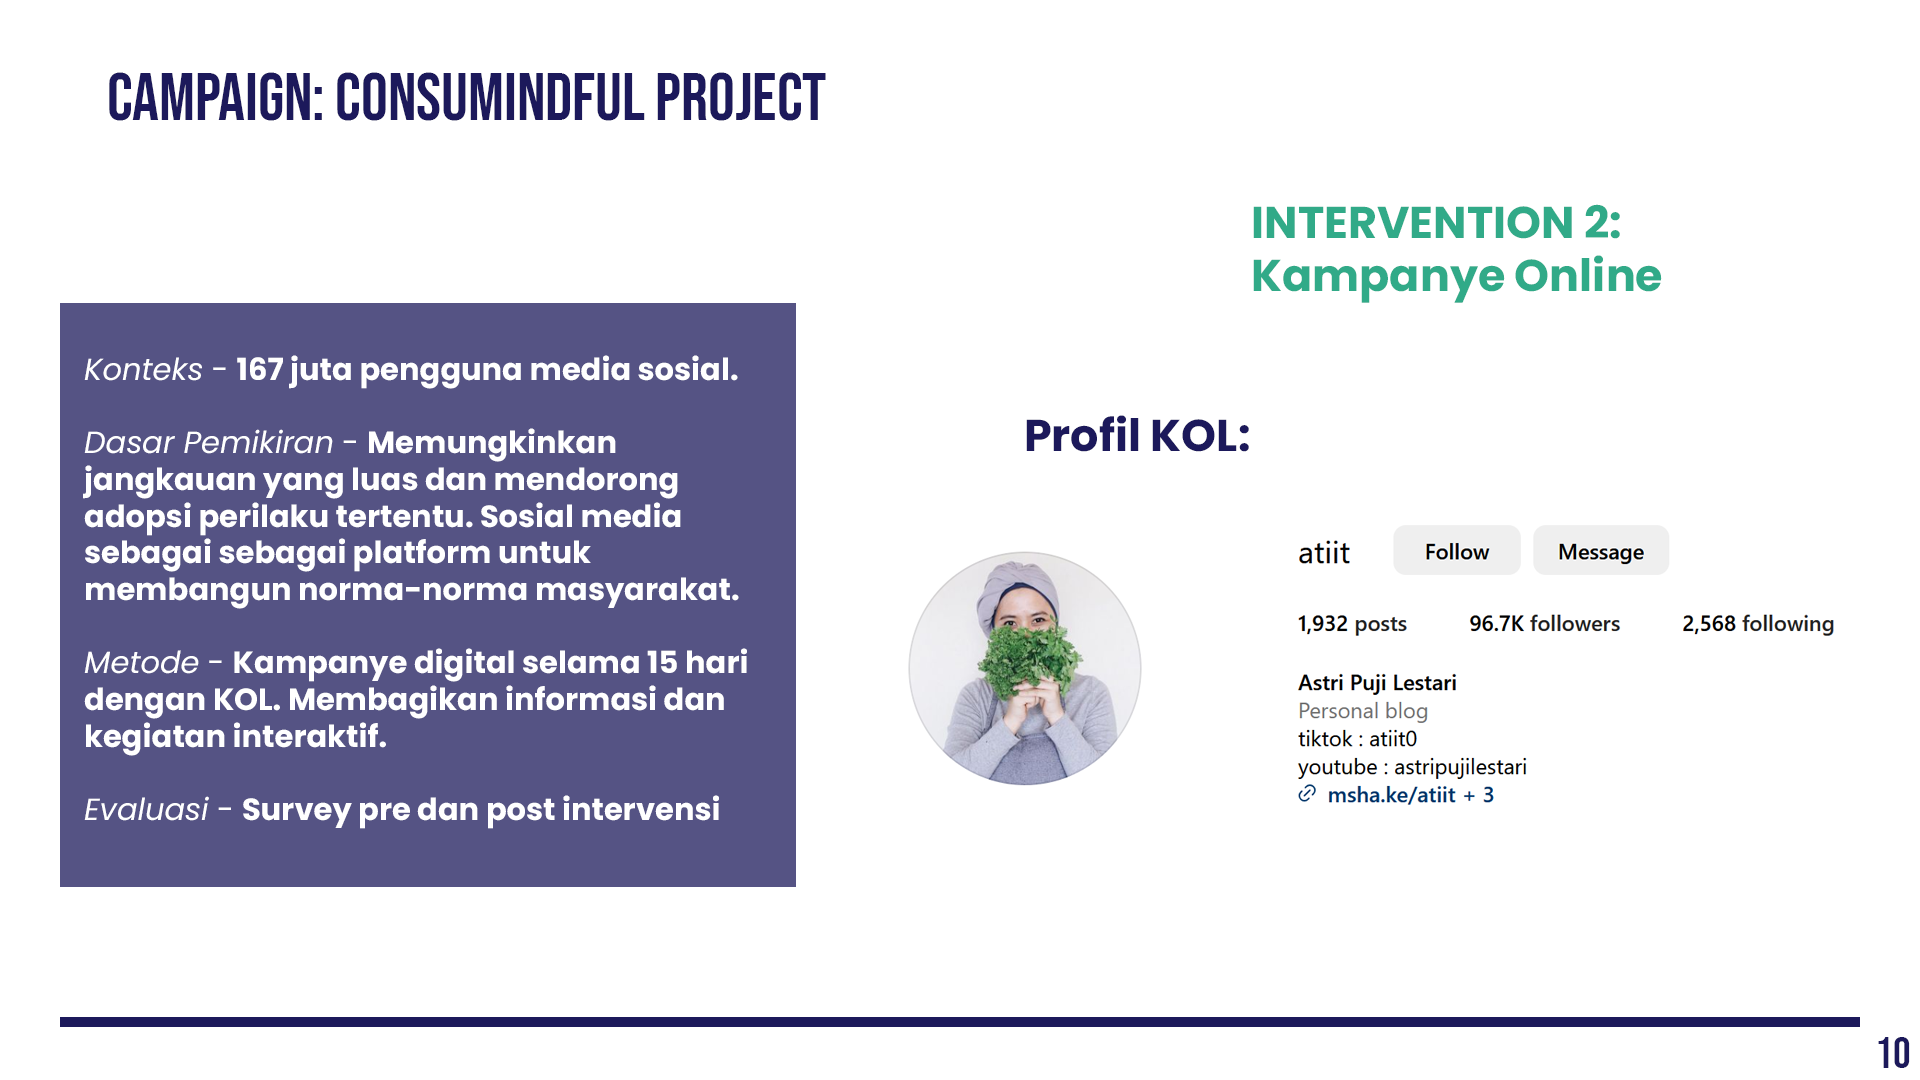 CAMPAIGN: CONSUMINDFUL PROJECT
INTERVENTION 2:
Kampanye Online
Konteks - 167 juta pengguna media sosial.
Dasar Pemikiran - Memungkinkan
jangkauan yang luas dan mendorong
adopsi perilaku tertentu. Sosial media
sebagai sebagai platform untuk
membangun norma-norma masyarakat.
Metode - Kampanye digital selama 15 hari
dengan KOL. Membagikan informasi dan
kegiatan interaktif.
Evaluasi - Survey pre dan post intervensi
Profil KOL:
atiit Follow Message
1,932 posts 96.7K followers 2,568 following
Astri Puji Lestari
Personal blog
tiktok : atiit0
youtube : astripujilestari
msha.ke/atiit + 3
10